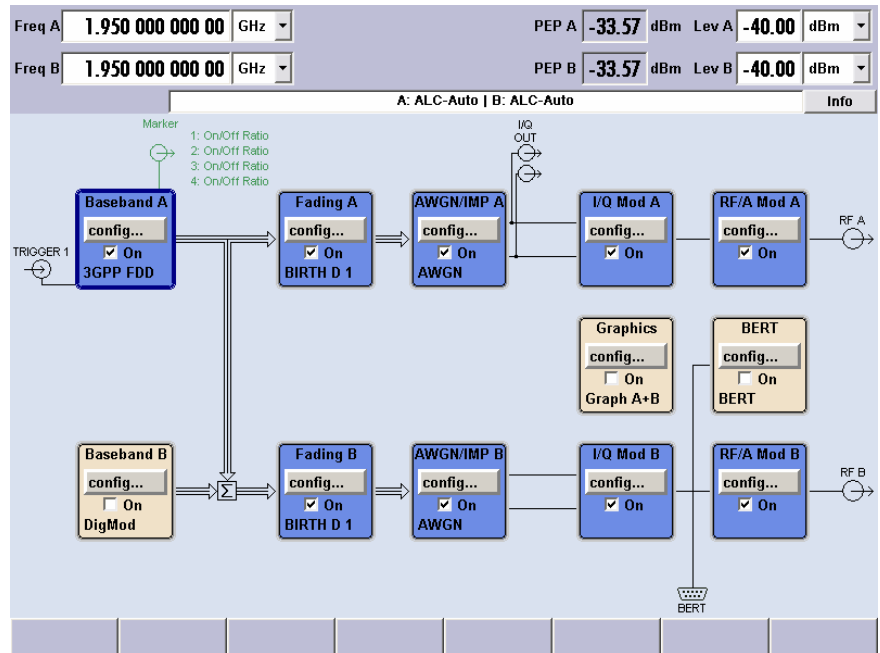 Freq A 1.950 000 000 00 GHz PEP A -33.57 dBm Lev A -40.00 dBm
Freq B 1.950 000 000 00 GHz PEP B -33.57 dBm Lev B -40.00 dBm
A: ALC-Auto | B: ALC-Auto Info
Marker
1: On/Off Ratio
2: On/Off Ratio
3: On/Off Ratio
4: On/Off Ratio
I/Q
OUT
Baseband A Fading A AWGN/IMP A I/Q Mod A RF/A Mod A
config... config... config... config... config...
RF A
TRIGGER 1
On On On On On
3GPP FDD BIRTH D 1 AWGN
Graphics BERT
config... config...
On On
Graph A+B BERT
Baseband B Fading B AWGN/IMP B I/Q Mod B RF/A Mod B
config... config... config... config... config...
RF B
Σ
On On On On On
DigMod BIRTH D 1 AWGN
BERT